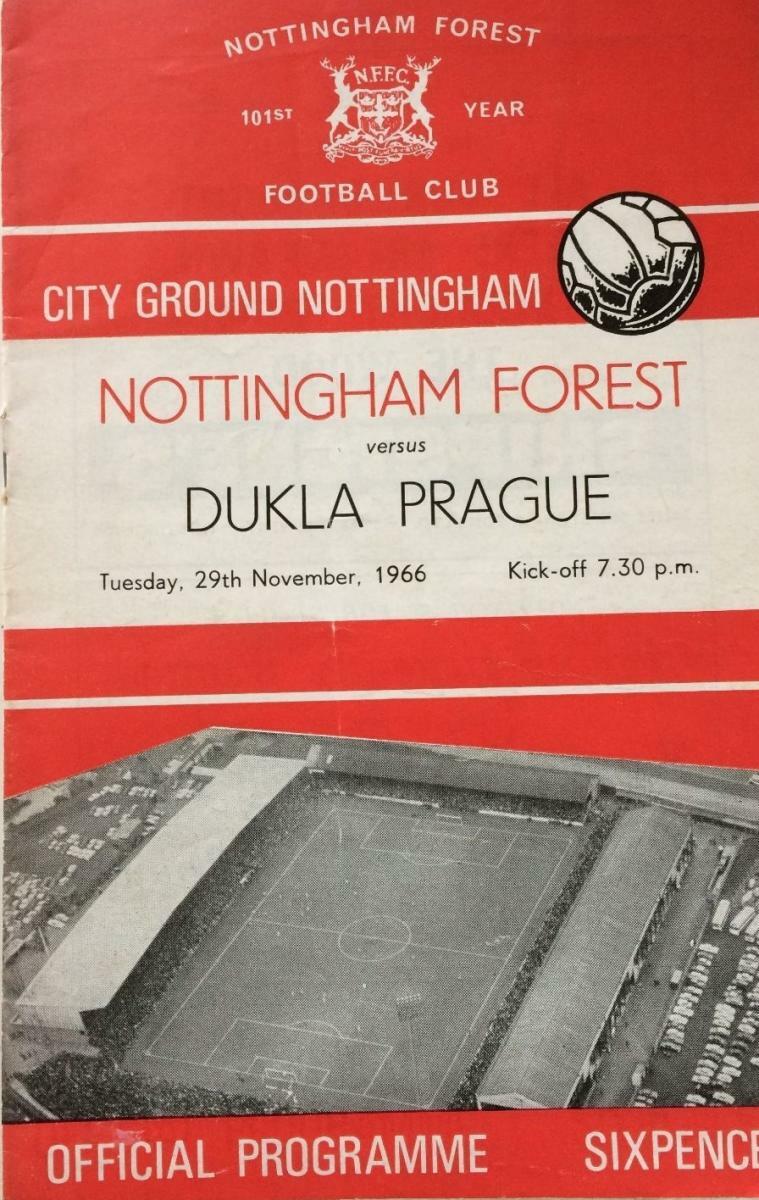 NOTTINGHAM FOREST
N.F.F.C.
101ST YEAR
FOOTBALL CLUB
CITY GROUND NOTTINGHAM
NOTTINGHAM FOREST
versus
DUKLA PRAGUE
Tuesday, 29th November, 1966 Kick-off 7.30 p.m.
OFFICIAL PROGRAMME SIXPENCE